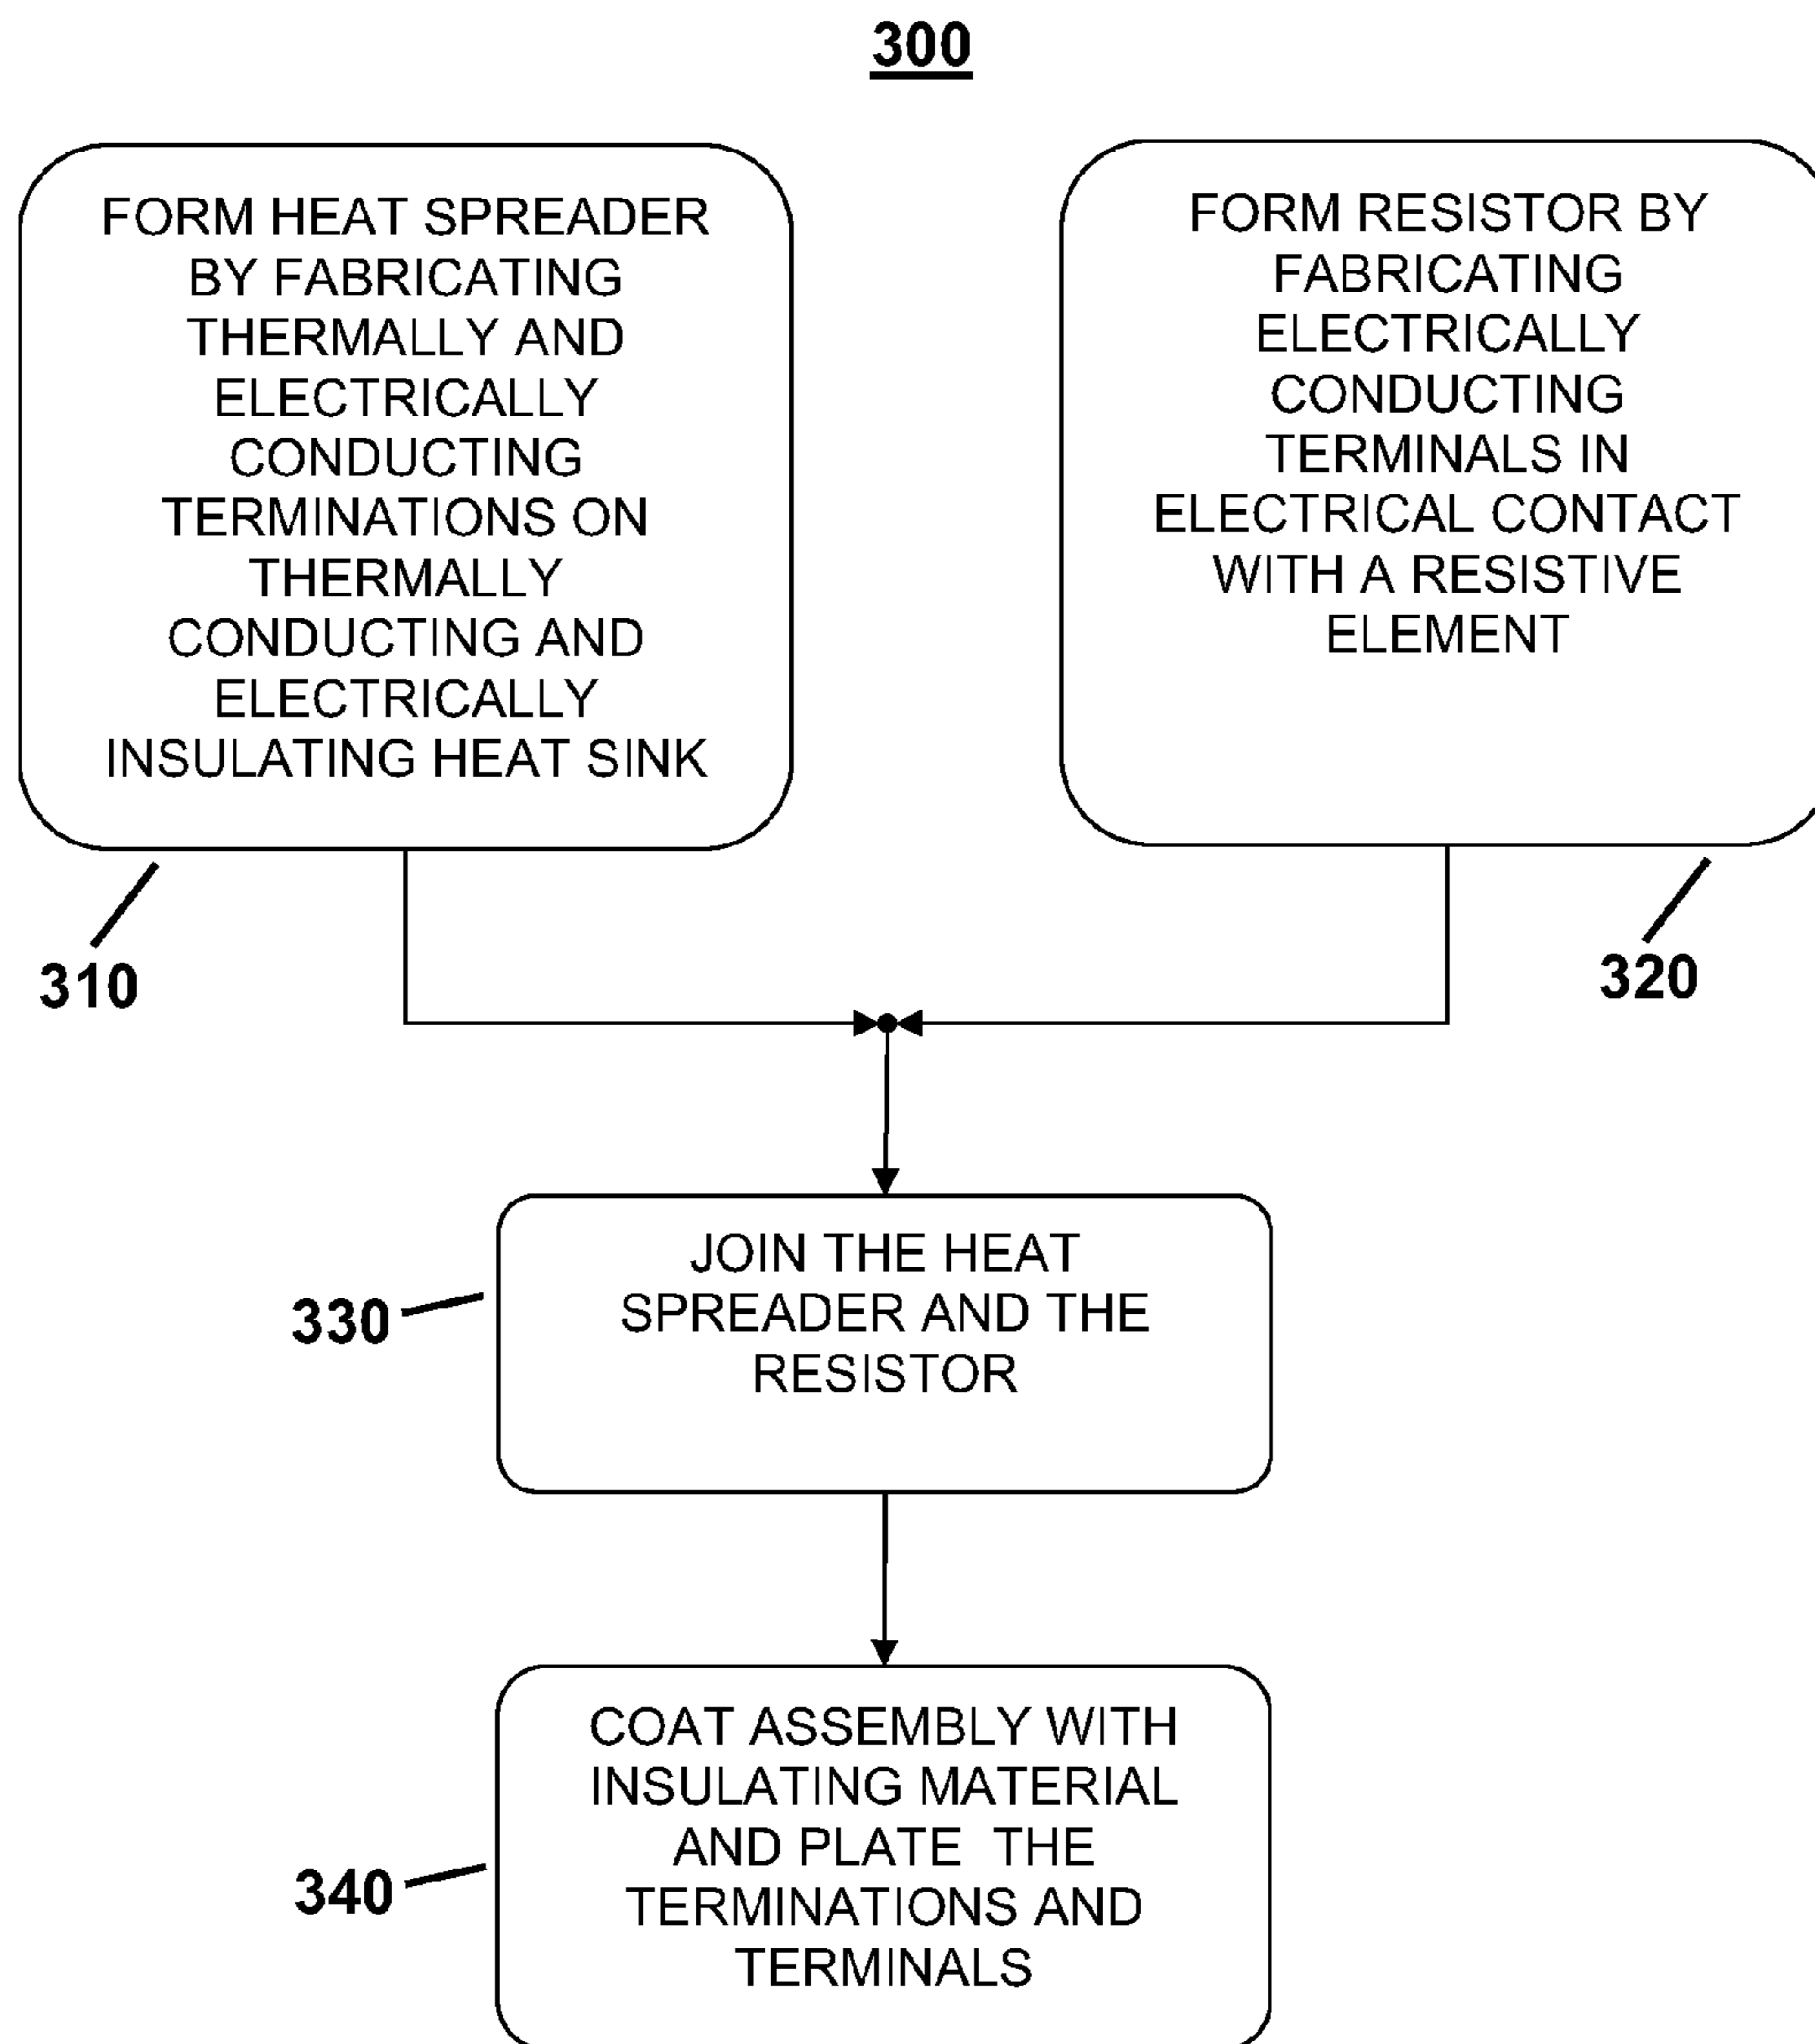 300
FORM HEAT SPREADER
BY FABRICATING
THERMALLY AND
ELECTRICALLY
CONDUCTING
TERMINATIONS ON
THERMALLY
CONDUCTING AND
ELECTRICALLY
INSULATING HEAT SINK
310
FORM RESISTOR BY
FABRICATING
ELECTRICALLY
CONDUCTING
TERMINALS IN
ELECTRICAL CONTACT
WITH A RESISTIVE
ELEMENT
320
JOIN THE HEAT
SPREADER AND THE
RESISTOR
330
COAT ASSEMBLY WITH
INSULATING MATERIAL
AND PLATE THE
TERMINATIONS AND
TERMINALS
340